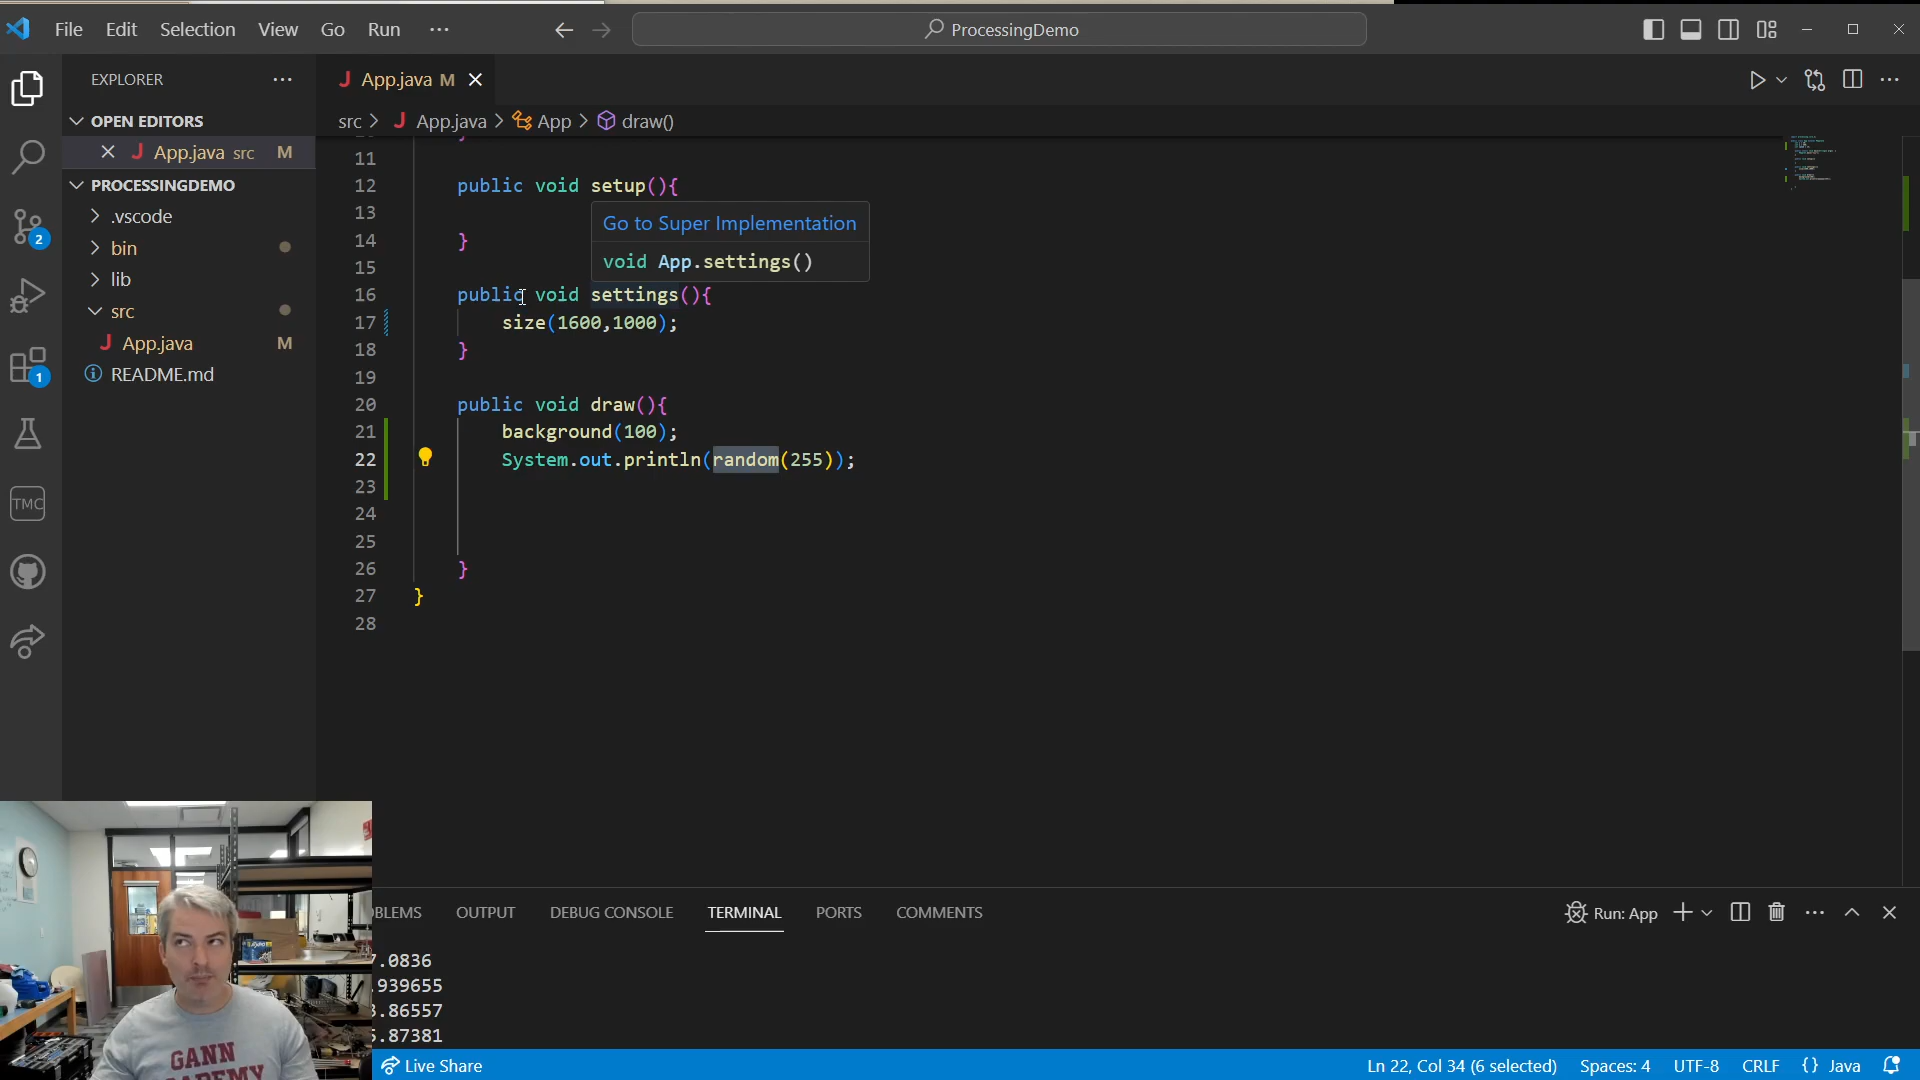 File Edit Selection View Go Run ··· ProcessingDemo
EXPLORER ···
App.java M
OPEN EDITORS
App.java src M
PROCESSINGDEMO
.vscode
bin
lib
src
App.java M
README.md
2
1
TMC
src > App.java > App > draw()
11
12 public void setup(){
13
14 }
15
16 public void settings(){
17 size(1600,1000);
18 }
19
20 public void draw(){
21 background(100);
22 System.out.println(random(255));
23
24
25
26 }
27 }
28
Go to Super Implementation
void App.settings()
OUTPUT DEBUG CONSOLE TERMINAL PORTS COMMENTS
Run: App
.0836
.939655
.86557
.87381
GANN
Live Share
Ln 22, Col 34 (6 selected) Spaces: 4 UTF-8 CRLF {} Java